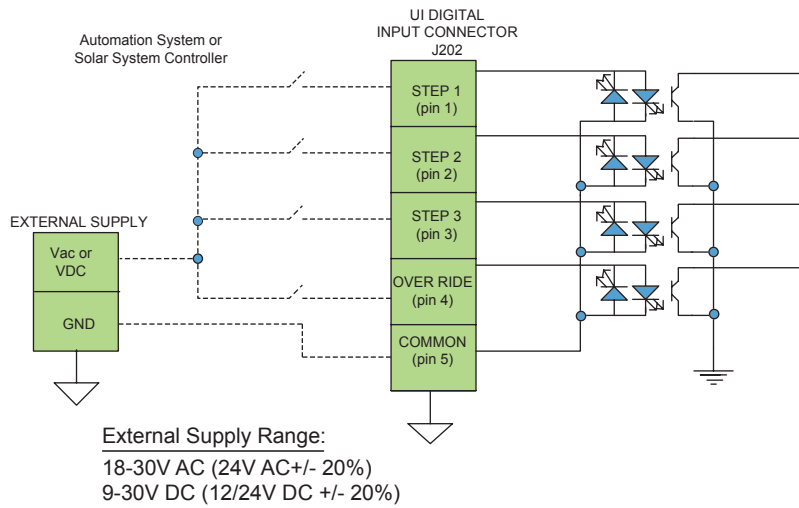 UI DIGITAL
INPUT CONNECTOR
J202
Automation System or
Solar System Controller
STEP 1
(pin 1)
STEP 2
(pin 2)
STEP 3
(pin 3)
EXTERNAL SUPPLY
Vac or
VDC
OVER RIDE
(pin 4)
GND
COMMON
(pin 5)
External Supply Range:
18-30V AC (24V AC+/- 20%)
9-30V DC (12/24V DC +/- 20%)